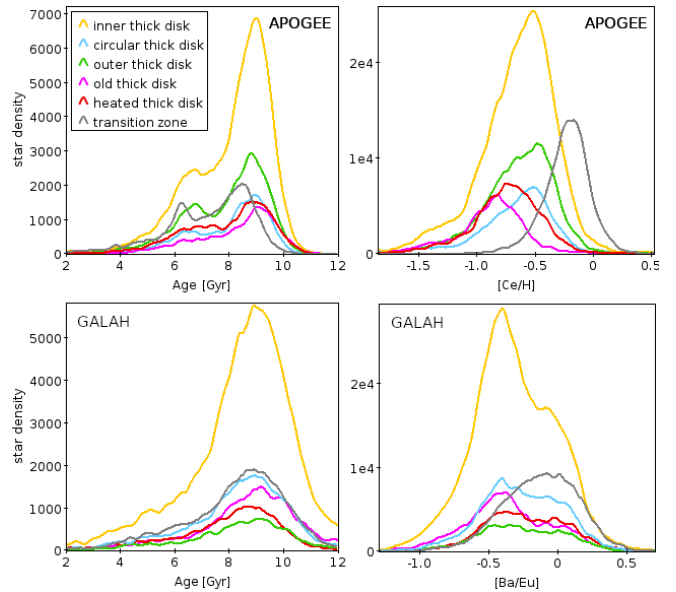 7000
6000
5000
4000
3000
2000
1000
0
star density
inner thick disk
circular thick disk
outer thick disk
old thick disk
heated thick disk
transition zone
APOGEE
2 4 6 8 10 12
Age [Gyr]
2e4
1e4
0
APOGEE
-1.5 -1.0 -0.5 0 0.5
[Ce/H]
5000
4000
3000
2000
1000
0
star density
GALAH
2 4 6 8 10 12
Age [Gyr]
2e4
1e4
0
GALAH
-1.0 -0.5 0.0 0.5
[Ba/Eu]